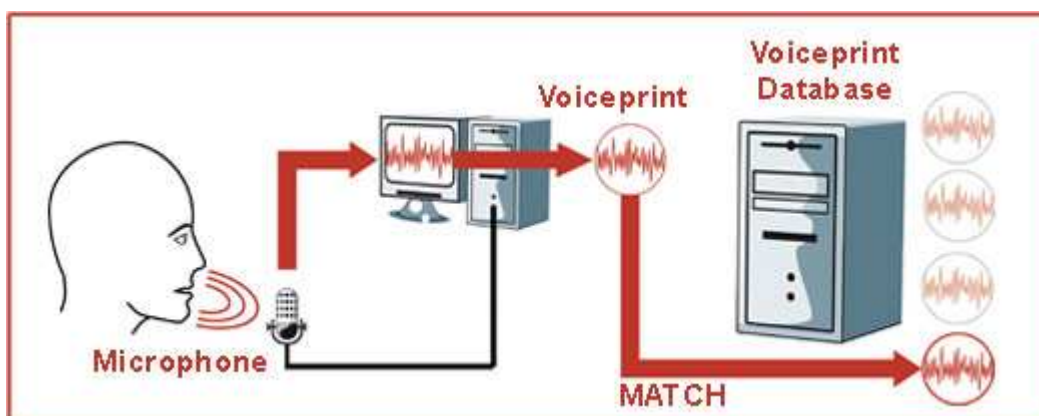 Voiceprint
Database
Voiceprint
Microphone
MATCH